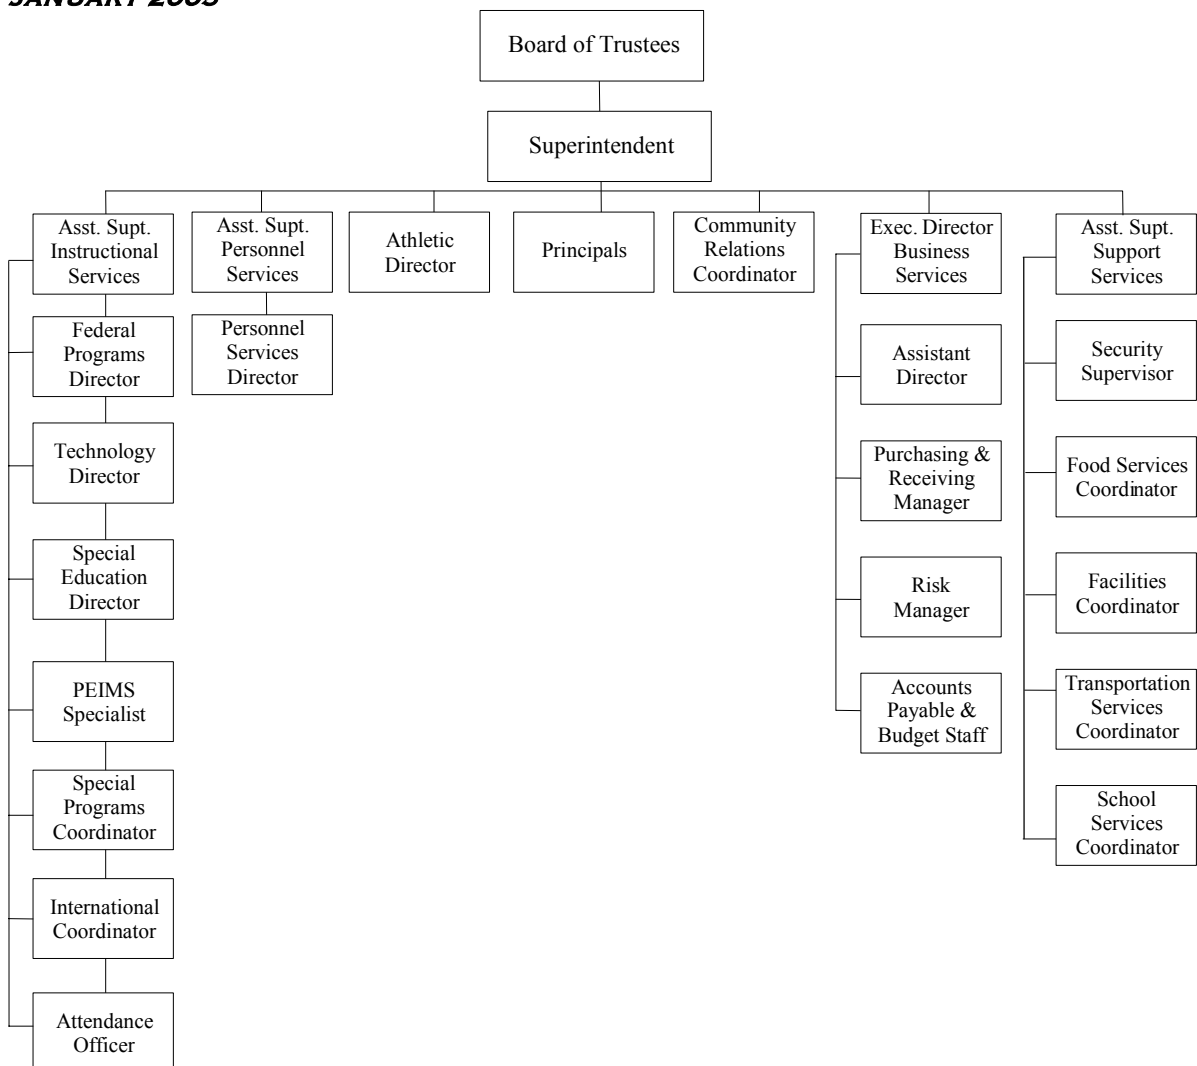 JANUARY 2003
Board of Trustees
Superintendent
Asst. Supt.
Instructional
Services
Asst. Supt.
Personnel
Services
Athletic
Director
Principals
Community
Relations
Coordinator
Exec. Director
Business
Services
Asst. Supt.
Support
Services
Federal
Programs
Director
Personnel
Services
Director
Assistant
Director
Security
Supervisor
Technology
Director
Purchasing &
Receiving
Manager
Food Services
Coordinator
Special
Education
Director
Risk
Manager
Facilities
Coordinator
PEIMS
Specialist
Accounts
Payable &
Budget Staff
Transportation
Services
Coordinator
Special
Programs
Coordinator
School
Services
Coordinator
International
Coordinator
Attendance
Officer